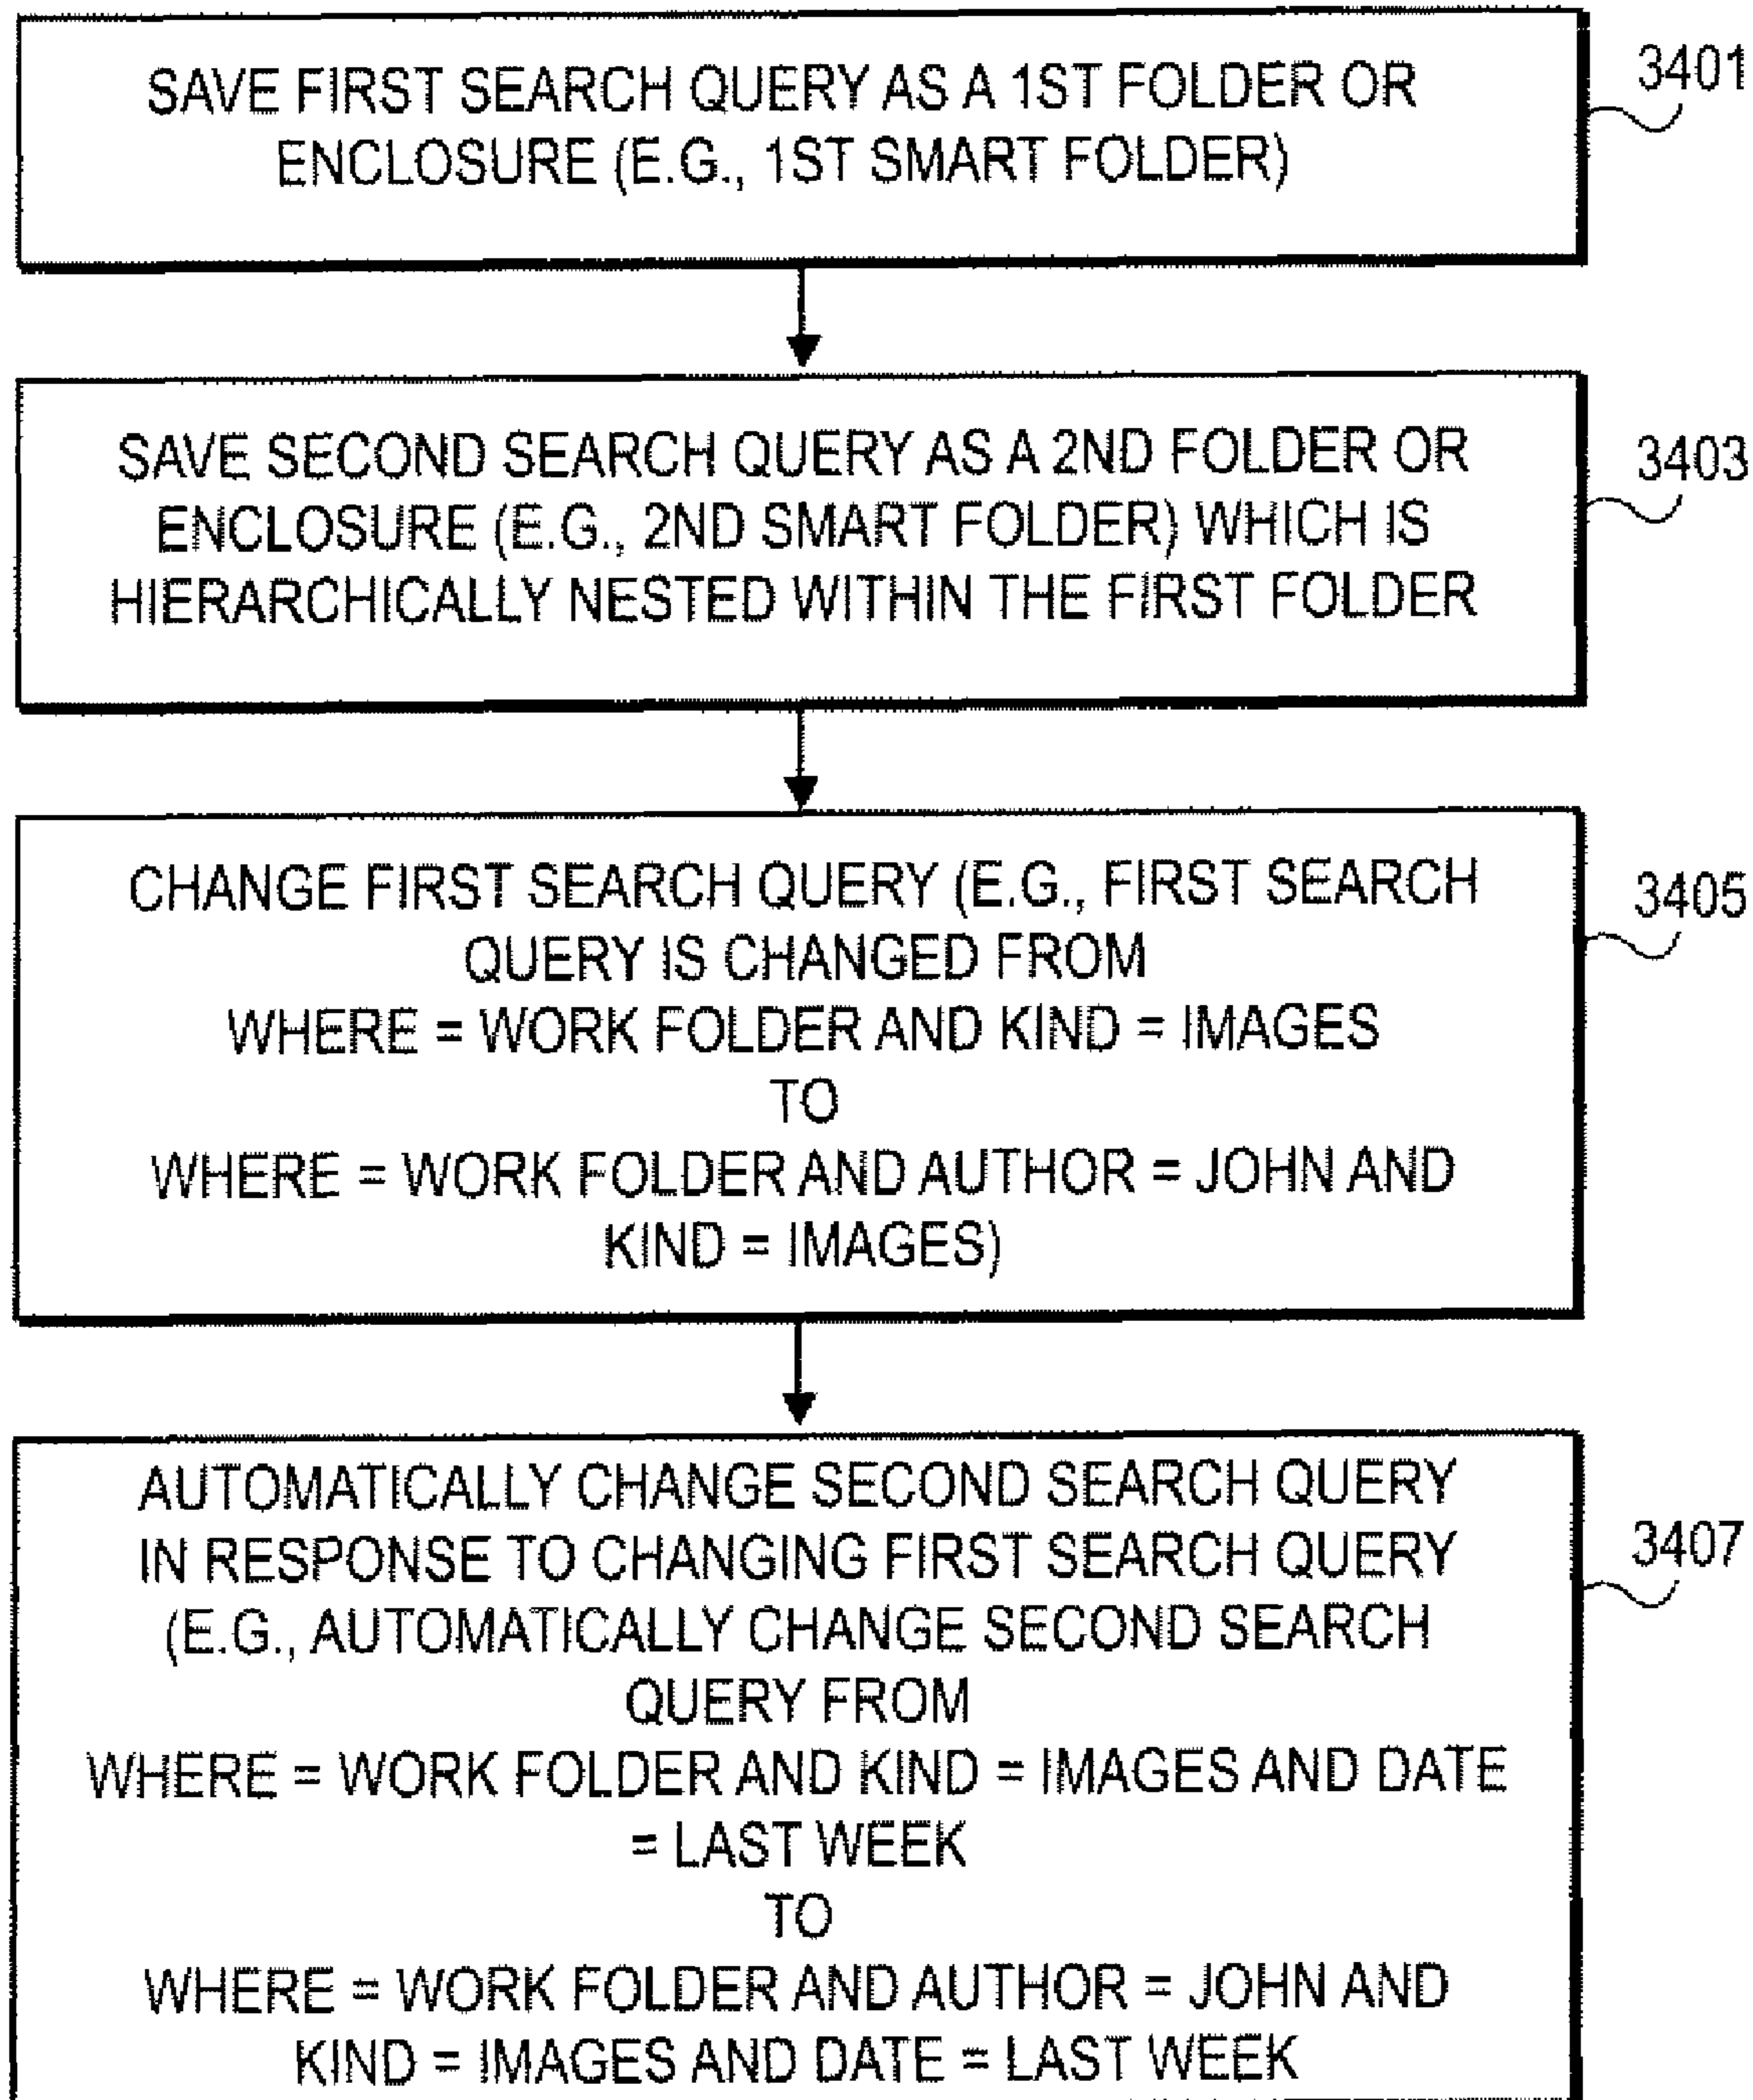 SAVE FIRST SEARCH QUERY AS A 1ST FOLDER OR
ENCLOSURE (E.G., 1ST SMART FOLDER)
3401
SAVE SECOND SEARCH QUERY AS A 2ND FOLDER OR
ENCLOSURE (E.G., 2ND SMART FOLDER) WHICH IS
HIERARCHICALLY NESTED WITHIN THE FIRST FOLDER
3403
CHANGE FIRST SEARCH QUERY (E.G., FIRST SEARCH
QUERY IS CHANGED FROM
WHERE = WORK FOLDER AND KIND = IMAGES
TO
WHERE = WORK FOLDER AND AUTHOR = JOHN AND
KIND = IMAGES)
3405
AUTOMATICALLY CHANGE SECOND SEARCH QUERY
IN RESPONSE TO CHANGING FIRST SEARCH QUERY
(E.G., AUTOMATICALLY CHANGE SECOND SEARCH
QUERY FROM
WHERE = WORK FOLDER AND KIND = IMAGES AND DATE
= LAST WEEK
TO
WHERE = WORK FOLDER AND AUTHOR = JOHN AND
KIND = IMAGES AND DATE = LAST WEEK
3407